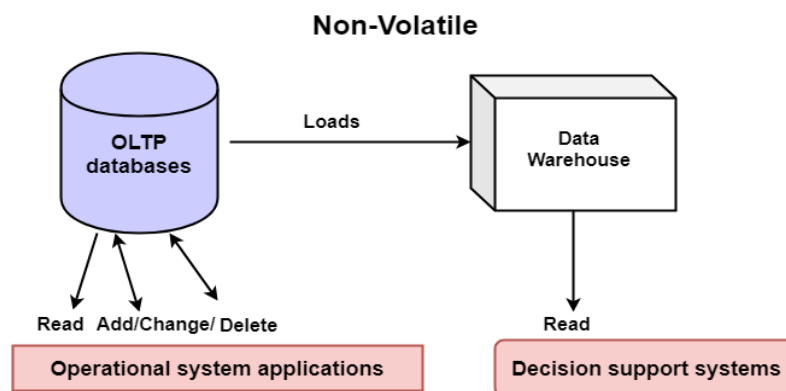 Non-Volatile
OLTP
databases
Loads
Data
Warehouse
Read Add/Change/ Delete
Read
Operational system applications
Decision support systems